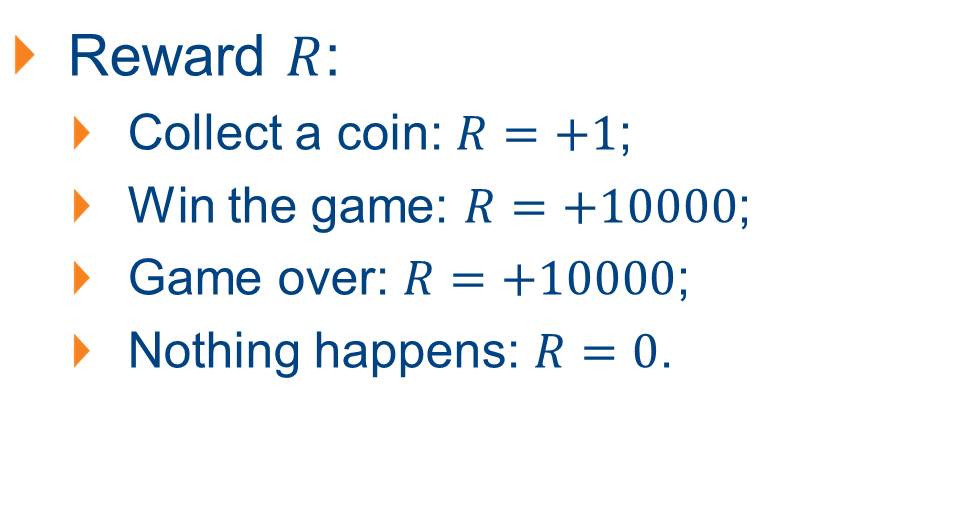 Reward R:
Collect a coin: R = +1;
Win the game: R = +10000;
Game over: R = +10000;
Nothing happens: R = 0.